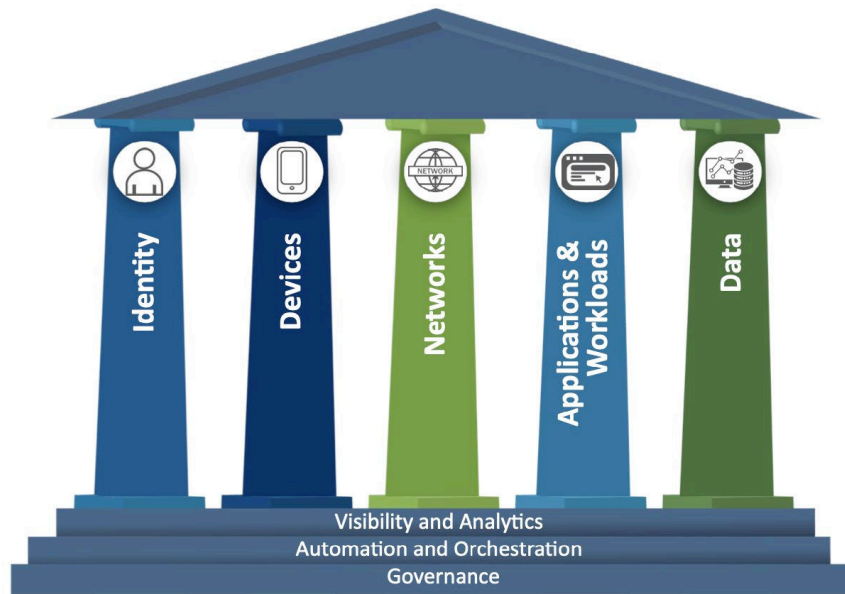 NETWORK
Identity
Devices
Networks
Applications &
Workloads
Data
Visibility and Analytics
Automation and Orchestration
Governance